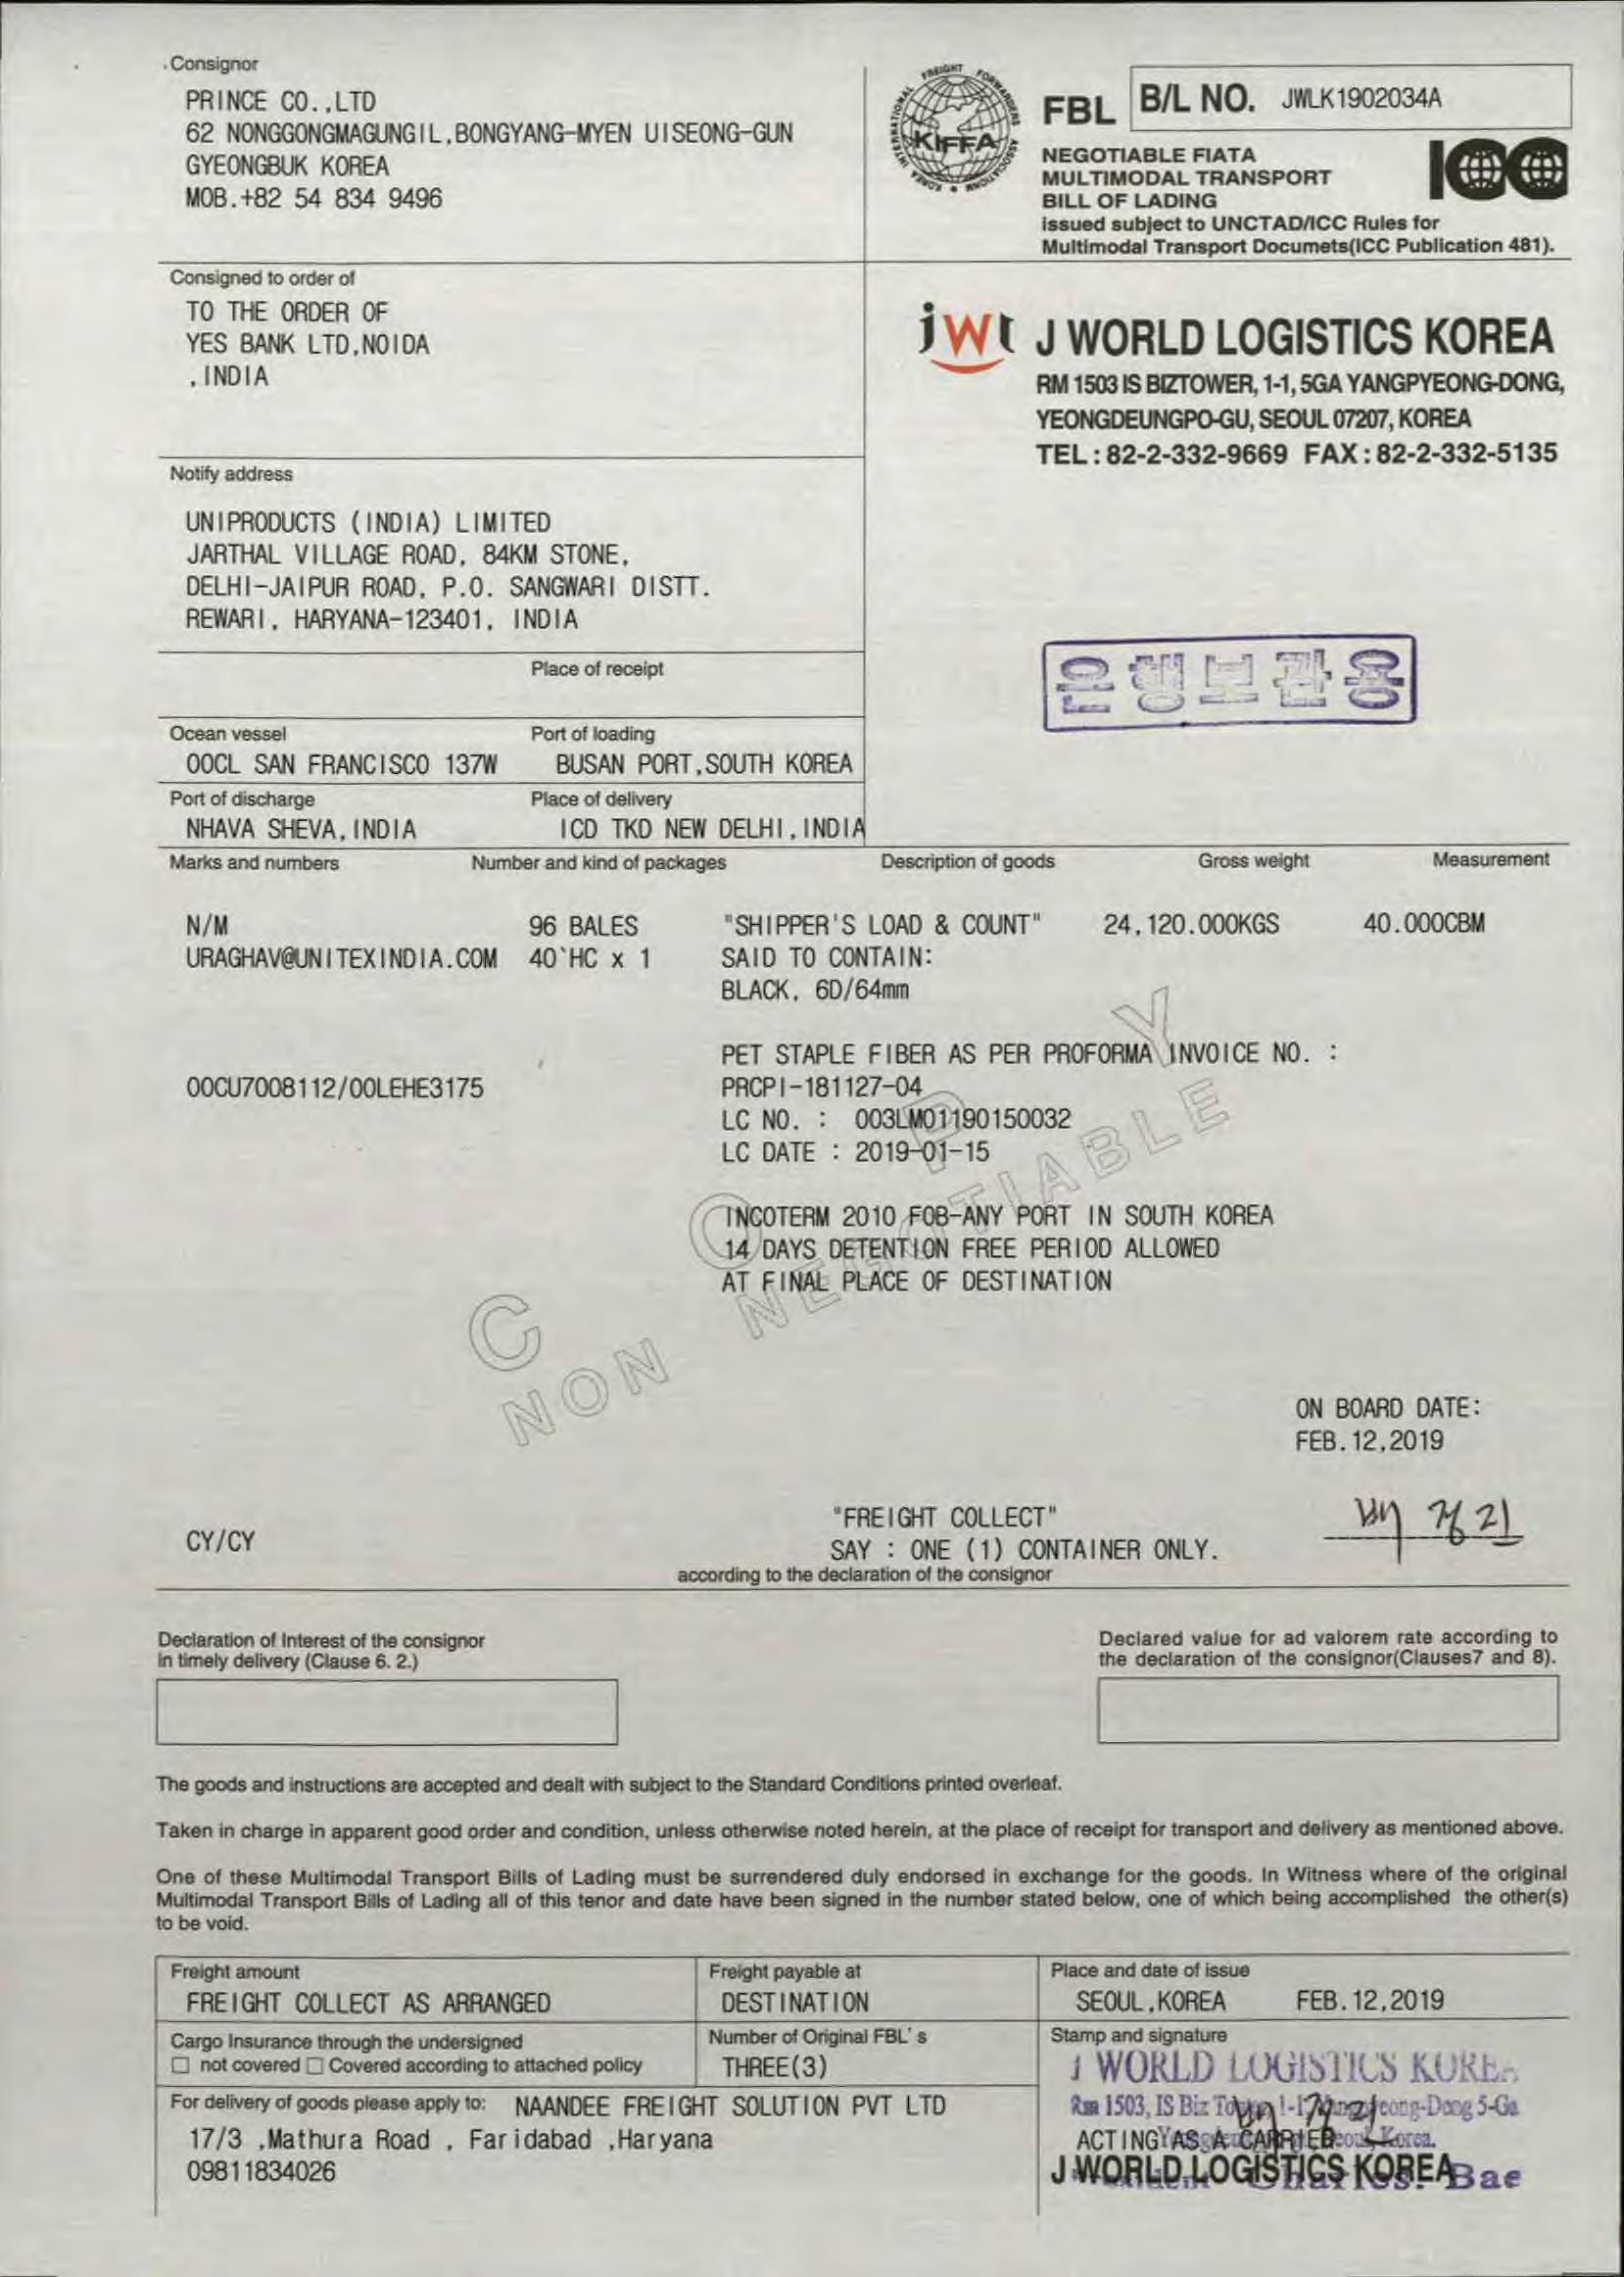 Consignor
PRINCE CO.,LTD
62 NONGGONGMAGUNGIL,BONGYANG-MYEN UISEONG-GUN
GYEONGBUK KOREA
MOB.+82 54 834 9496
KOREA INTERNATIONAL FREIGHT FORWARDERS ASSOCIATION
KIFFA
FBL
B/L NO. JWLK1902034A
NEGOTIABLE FIATA
MULTIMODAL TRANSPORT
BILL OF LADING
issued subject to UNCTAD/ICC Rules for
Multimodal Transport Documets(ICC Publication 481).
ICC
Consigned to order of
TO THE ORDER OF
YES BANK LTD,NOIDA
,INDIA
jwl J WORLD LOGISTICS KOREA
RM 1503 IS BIZTOWER, 1-1, 5GA YANGPYEONG-DONG,
YEONGDEUNGPO-GU, SEOUL 07207, KOREA
TEL : 82-2-332-9669 FAX : 82-2-332-5135
Notify address
UNIPRODUCTS (INDIA) LIMITED
JARTHAL VILLAGE ROAD, 84KM STONE,
DELHI-JAIPUR ROAD, P.O. SANGWARI DISTT.
REWARI, HARYANA-123401, INDIA
은행보관용
Place of receipt
Ocean vessel Port of loading
OOCL SAN FRANCISCO 137W BUSAN PORT,SOUTH KOREA
Port of discharge Place of delivery
NHAVA SHEVA,INDIA ICD TKD NEW DELHI,INDIA
Marks and numbers Number and kind of packages Description of goods Gross weight Measurement
N/M 96 BALES "SHIPPER'S LOAD & COUNT" 24,120.000KGS 40.000CBM
URAGHAV@UNITEXINDIA.COM 40`HC x 1 SAID TO CONTAIN:
BLACK, 6D/64mm
PET STAPLE FIBER AS PER PROFORMA INVOICE NO. :
OOCU7008112/OOLEHE3175 PRCPI-181127-04
LC NO. : 003LM01190150032
LC DATE : 2019-01-15
INCOTERM 2010 FOB-ANY PORT IN SOUTH KOREA
14 DAYS DETENTION FREE PERIOD ALLOWED
AT FINAL PLACE OF DESTINATION
COPY
NON NEGOTIABLE
ON BOARD DATE:
FEB.12,2019
"FREIGHT COLLECT"
CY/CY SAY : ONE (1) CONTAINER ONLY.
according to the declaration of the consignor
Declaration of Interest of the consignor
in timely delivery (Clause 6. 2.)
Declared value for ad valorem rate according to
the declaration of the consignor(Clauses7 and 8).
The goods and instructions are accepted and dealt with subject to the Standard Conditions printed overleaf.
Taken in charge in apparent good order and condition, unless otherwise noted herein, at the place of receipt for transport and delivery as mentioned above.
One of these Multimodal Transport Bills of Lading must be surrendered duly endorsed in exchange for the goods. In Witness where of the original
Multimodal Transport Bills of Lading all of this tenor and date have been signed in the number stated below, one of which being accomplished the other(s)
to be void.
Freight amount Freight payable at Place and date of issue
FREIGHT COLLECT AS ARRANGED DESTINATION SEOUL,KOREA FEB.12,2019
Cargo Insurance through the undersigned Number of Original FBL's Stamp and signature
not covered Covered according to attached policy THREE(3)
J WORLD LOGISTICS KOREA
For delivery of goods please apply to: NAANDEE FREIGHT SOLUTION PVT LTD
17/3 ,Mathura Road , Faridabad ,Haryana
09811834026
Rm 1503, IS Biz 5-Ga
ACTING AS A CARRIER
J WORLD LOGISTICS KOREA
Charles. Bae